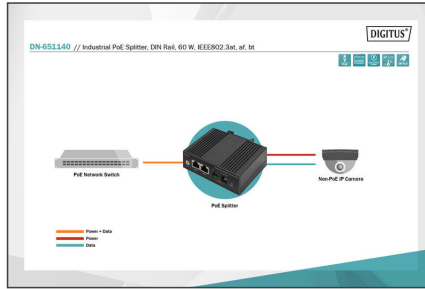 DIGITUS®
DN-651140 // Industrial PoE Splitter, DIN Rail, 60 W, IEEE802.3at, af, bt
PoE Network Switch
PoE Splitter
Non-PoE IP Camera
Power + Data
Power
Data